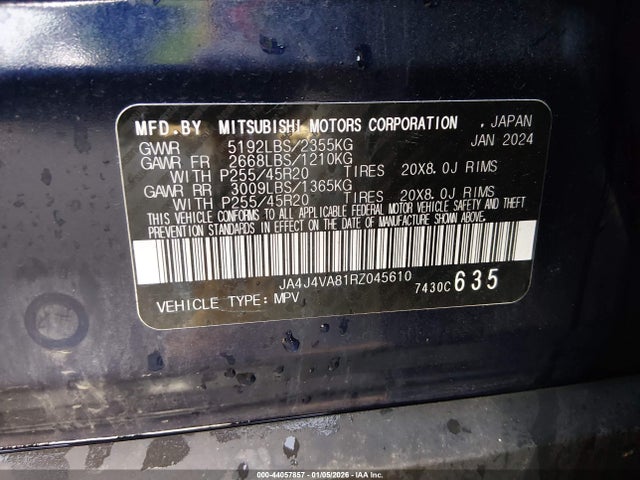 MFD.BY MITSUBISHI MOTORS CORPORATION , JAPAN
GVWR 5192LBS/2355KG JAN 2024
GAWR FR 2668LBS/1210KG
WITH P255/45R20 TIRES 20X8.0J RIMS
GAWR RR 3009LBS/1365KG
WITH P255/45R20 TIRES 20X8.0J RIMS
THIS VEHICLE CONFORMS TO ALL APPLICABLE FEDERAL MOTOR VEHICLE SAFETY AND THEFT
PREVENTION STANDARDS IN EFFECT ON THE DATE OF MANUFACTURE SHOWN ABOVE.
JA4J4VA81RZ045610
7430C 635
VEHICLE TYPE:MPV
000-44057857 - 01/05/2026 - IAAI.COM